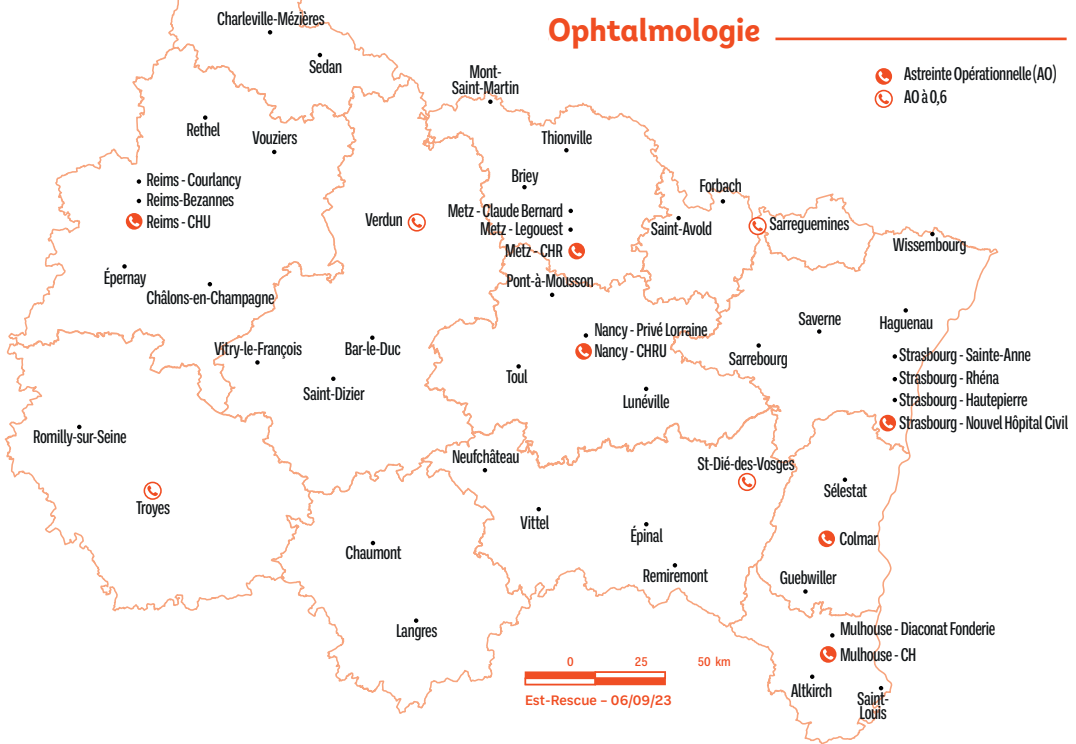 Ophtalmologie
Astreinte Opérationnelle (AO)
AO à 0,6
Charleville-Mézières
Sedan
Mont-
Saint-Martin
Rethel
Vouziers
Thionville
Briey
Forbach
Reims - Courlancy
Reims-Bezannes
Reims - CHU
Verdun
Metz - Claude Bernard
Metz - Legouest
Metz - CHR
Saint-Avold
Sarreguemines
Wissembourg
Épernay
Châlons-en-Champagne
Pont-à-Mousson
Vitry-le-François
Bar-le-Duc
Saint-Dizier
Nancy - Privé Lorraine
Nancy - CHRU
Toul
Lunéville
Saverne
Haguenau
Sarrebourg
Strasbourg - Sainte-Anne
Strasbourg - Rhéna
Strasbourg - Hautepierre
Strasbourg - Nouvel Hôpital Civil
Romilly-sur-Seine
Troyes
Neufchâteau
St-Dié-des-Vosges
Sélestat
Vittel
Épinal
Colmar
Chaumont
Remiremont
Guebwiller
Langres
Mulhouse - Diaconat Fonderie
Mulhouse - CH
Altkirch
Saint-
Louis
0 25 50 km
Est-Rescue – 06/09/23